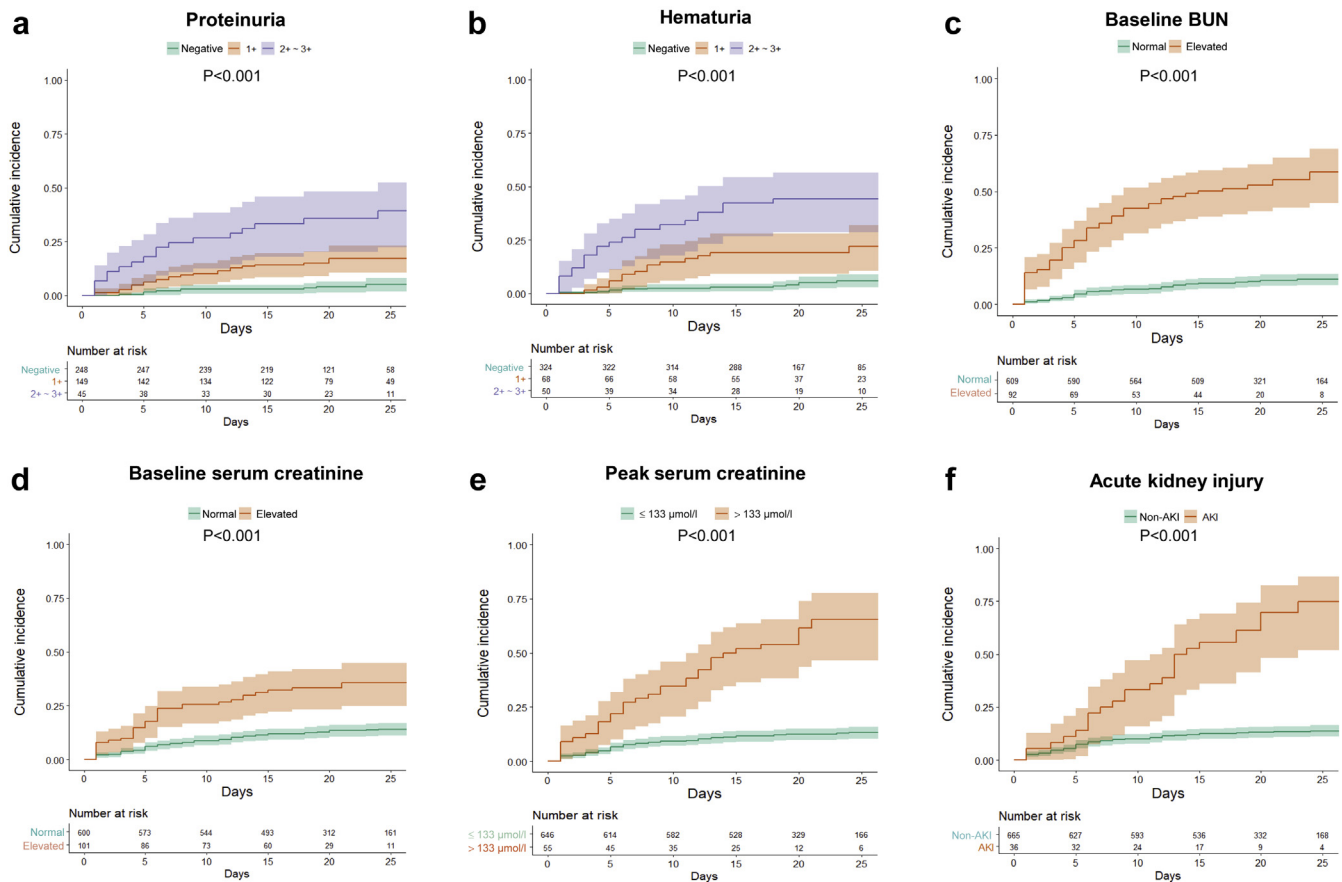 a
Proteinuria
Negative 1+ 2+ ~ 3+
P<0.001
1.00
0.75
0.50
0.25
0.00
Cumulative incidence
0 5 10 15 20 25
Days
Number at risk
Negative 248 247 239 219 121 58
1+ 149 142 134 122 79 49
2+ ~ 3+ 45 38 33 30 23 11
0 5 10 15 20 25
Days
b
Hematuria
Negative 1+ 2+ ~ 3+
P<0.001
1.00
0.75
0.50
0.25
0.00
Cumulative incidence
0 5 10 15 20 25
Days
Number at risk
Negative 324 322 314 288 167 85
1+ 68 66 58 55 37 23
2+ ~ 3+ 50 39 34 28 19 10
0 5 10 15 20 25
Days
c
Baseline BUN
Normal Elevated
P<0.001
1.00
0.75
0.50
0.25
0.00
Cumulative incidence
0 5 10 15 20 25
Days
Number at risk
Normal 609 590 564 509 321 164
Elevated 92 69 53 44 20 8
0 5 10 15 20 25
Days
d
Baseline serum creatinine
Normal Elevated
P<0.001
1.00
0.75
0.50
0.25
0.00
Cumulative incidence
0 5 10 15 20 25
Days
Number at risk
Normal 600 573 544 493 312 161
Elevated 101 86 73 60 29 11
0 5 10 15 20 25
Days
e
Peak serum creatinine
≤ 133 μmol/l > 133 μmol/l
P<0.001
1.00
0.75
0.50
0.25
0.00
Cumulative incidence
0 5 10 15 20 25
Days
Number at risk
≤ 133 μmol/l 646 614 582 528 329 166
> 133 μmol/l 55 45 35 25 12 6
0 5 10 15 20 25
Days
f
Acute kidney injury
Non-AKI AKI
P<0.001
1.00
0.75
0.50
0.25
0.00
Cumulative incidence
0 5 10 15 20 25
Days
Number at risk
Non-AKI 665 627 593 536 332 168
AKI 36 32 24 17 9 4
0 5 10 15 20 25
Days